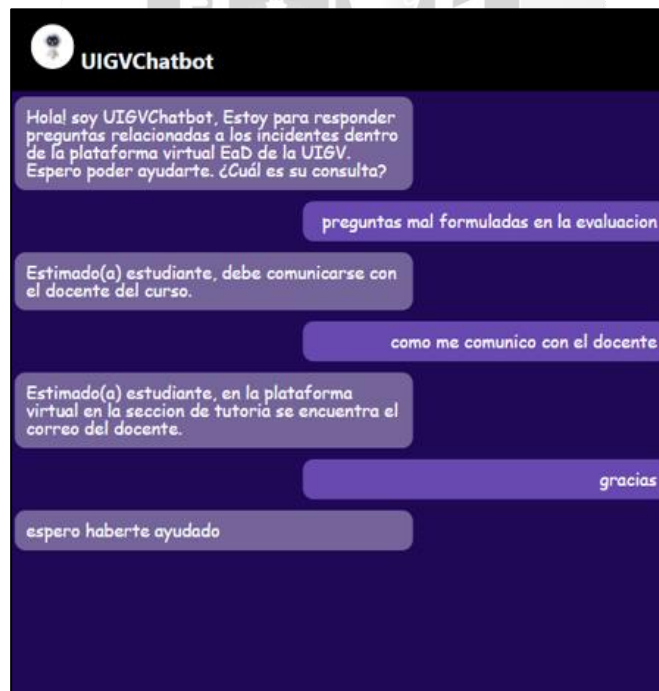 UIGVChatbot
Hola! soy UIGVChatbot, Estoy para responder
preguntas relacionadas a los incidentes dentro
de la plataforma virtual EaD de la UIGV.
Espero poder ayudarte. ¿Cuál es su consulta?
preguntas mal formuladas en la evaluacion
Estimado(a) estudiante, debe comunicarse con
el docente del curso.
como me comunico con el docente
Estimado(a) estudiante, en la plataforma
virtual en la seccion de tutoria se encuentra el
correo del docente.
gracias
espero haberte ayudado